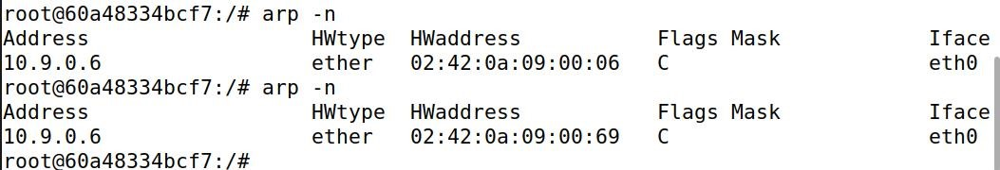 root@60a48334bcf7:/# arp -n
Address                  HWtype  HWaddress           Flags Mask            Iface
10.9.0.6                 ether   02:42:0a:09:00:06   C                     eth0
root@60a48334bcf7:/# arp -n
Address                  HWtype  HWaddress           Flags Mask            Iface
10.9.0.6                 ether   02:42:0a:09:00:69   C                     eth0
root@60a48334bcf7:/#